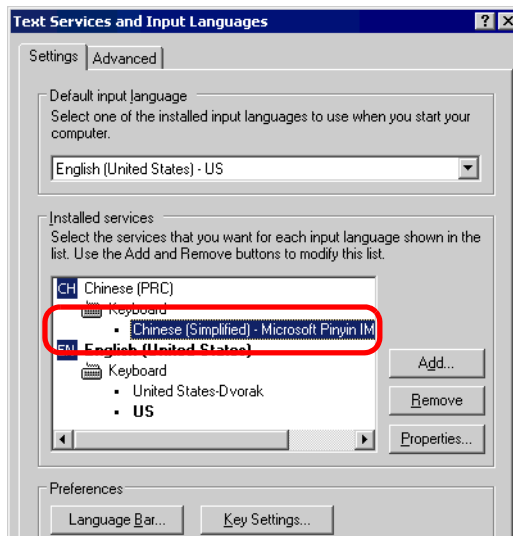 Text Services and Input Languages
Settings Advanced
Default input language
Select one of the installed input languages to use when you start your
computer.
English (United States) - US
Installed services
Select the services that you want for each input language shown in the
list. Use the Add and Remove buttons to modify this list.
CH Chinese (PRC)
Keyboard
Chinese (Simplified) - Microsoft Pinyin IM
EN English (United States)
Keyboard
United States-Dvorak
US
Add...
Remove
Properties...
Preferences
Language Bar...
Key Settings...